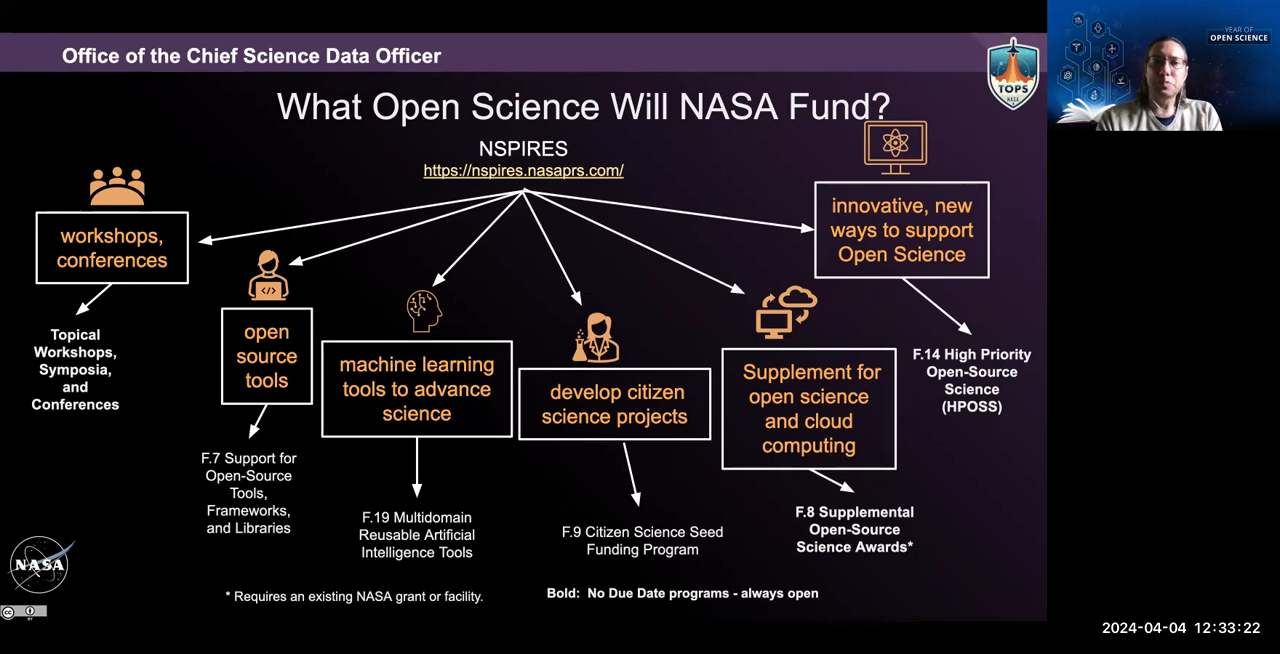 Office of the Chief Science Data Officer
TOPS
NASA
YEAR OF
OPEN SCIENCE
What Open Science Will NASA Fund?
NSPIRES
https://nspires.nasaprs.com/
workshops,
conferences
Topical
Workshops,
Symposia,
and
Conferences
open
source
tools
F.7 Support for
Open-Source
Tools,
Frameworks,
and Libraries
machine learning
tools to advance
science
F.19 Multidomain
Reusable Artificial
Intelligence Tools
develop citizen
science projects
F.9 Citizen Science Seed
Funding Program
Supplement for
open science
and cloud
computing
F.8 Supplemental
Open-Source
Science Awards*
innovative, new
ways to support
Open Science
F.14 High Priority
Open-Source
Science
(HPOSS)
NASA
cc
BY
* Requires an existing NASA grant or facility.
Bold: No Due Date programs - always open
2024-04-04 12:33:22